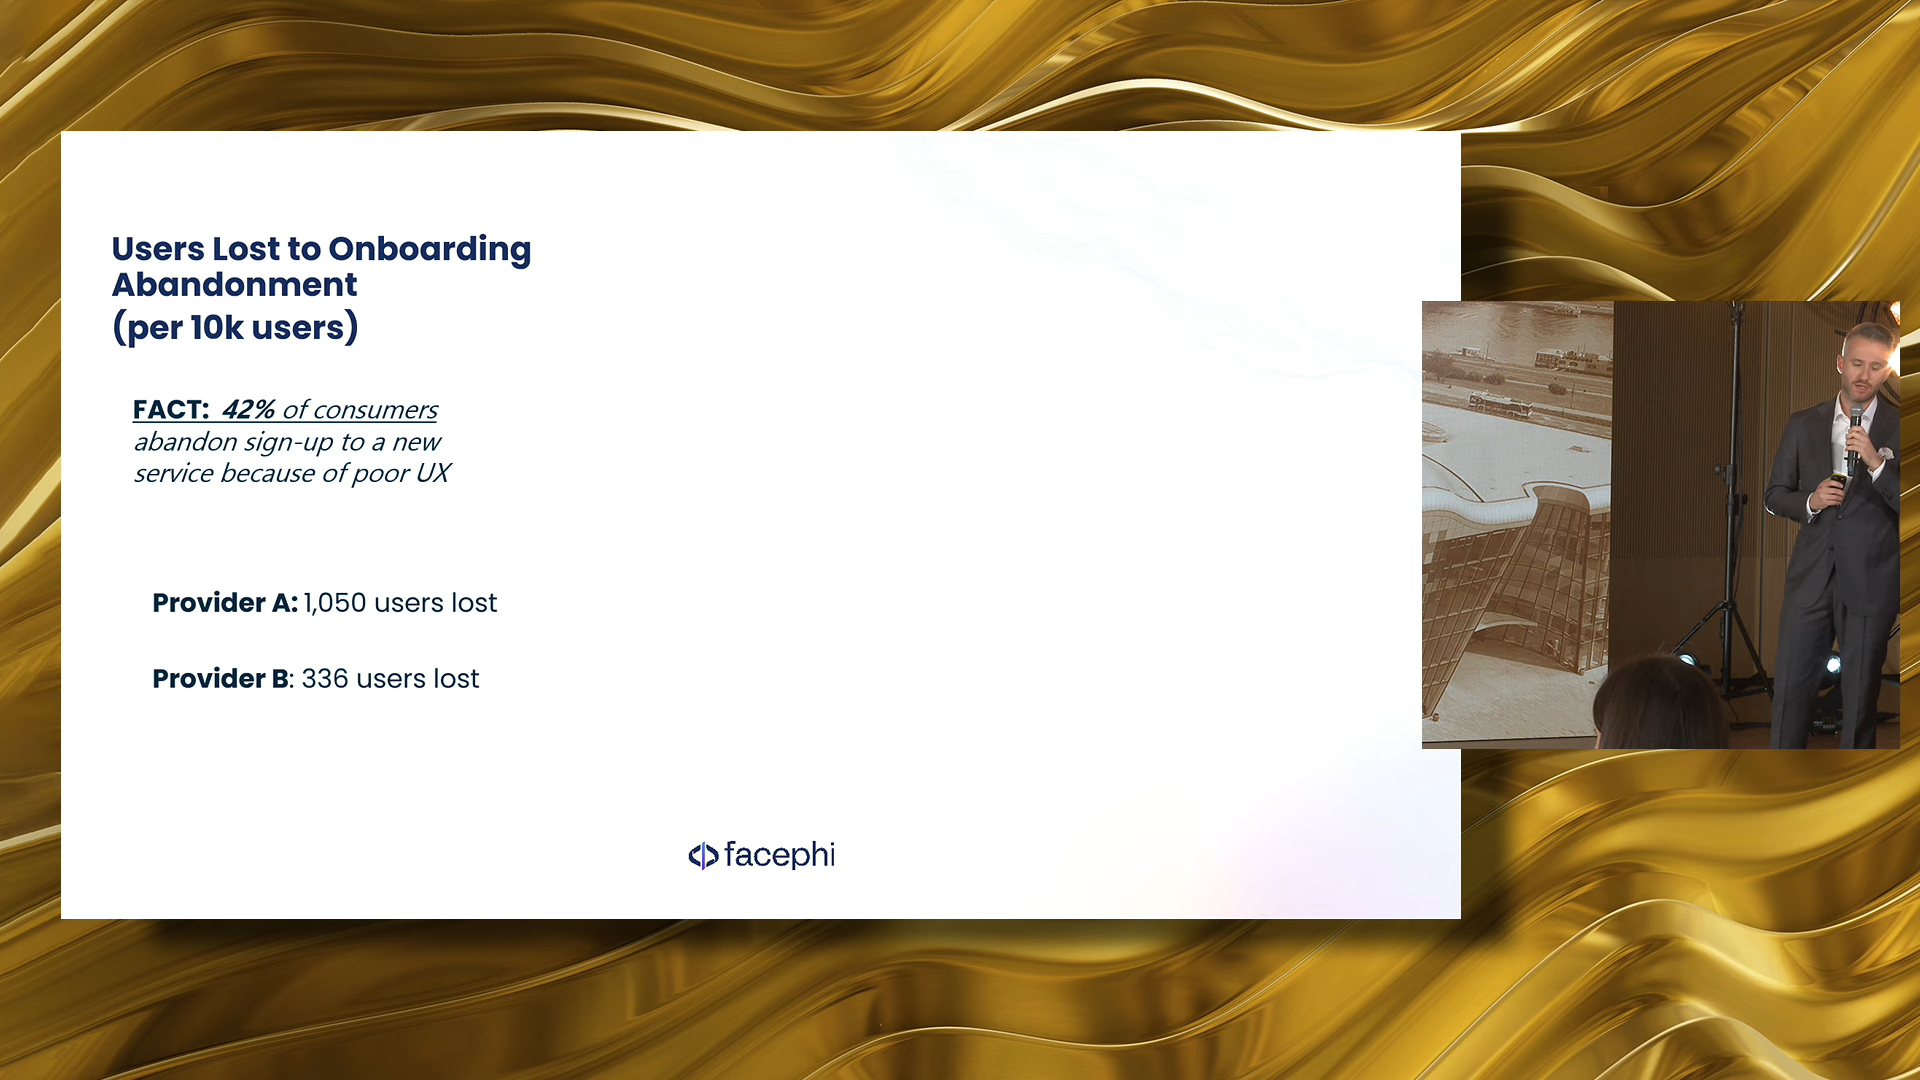 Users Lost to Onboarding
Abandonment
(per 10k users)
FACT: 42% of consumers
abandon sign-up to a new
service because of poor UX
Provider A: 1,050 users lost
Provider B: 336 users lost
facephi